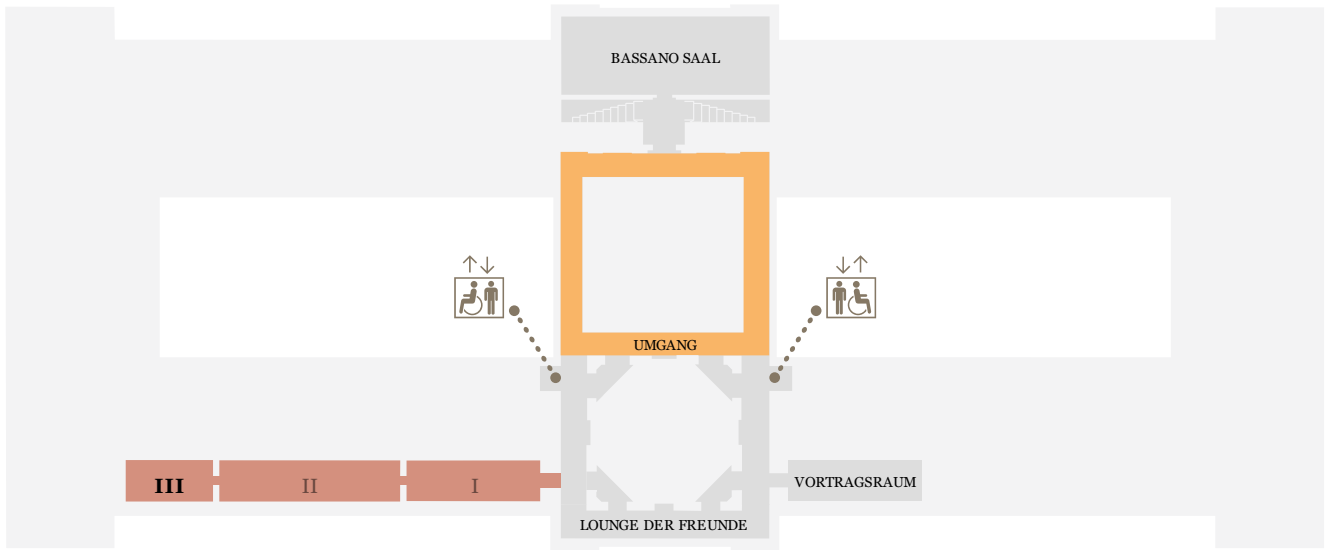 BASSANO SAAL
UMGANG
III
II
I
VORTRAGSRAUM
LOUNGE DER FREUNDE